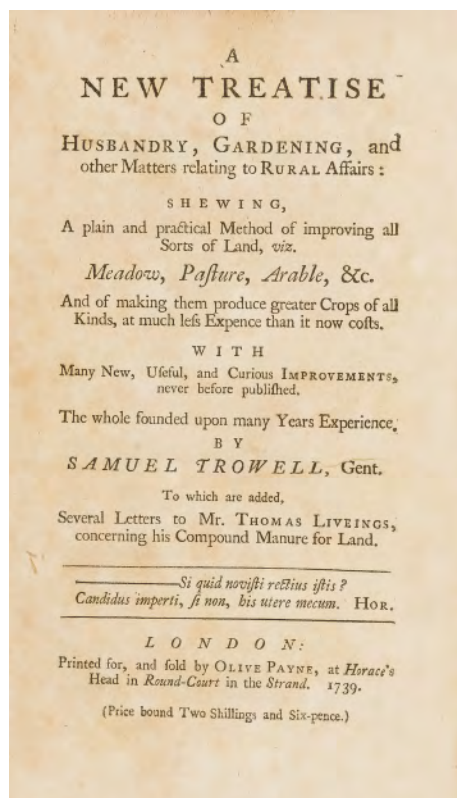 A
NEW TREATISE
OF
HUSBANDRY, GARDENING, and
other Matters relating to RURAL Affairs:
SHEWING,
A plain and practical Method of improving all
Sorts of Land, viz.
Meadow, Paſture, Arable, &c.
And of making them produce greater Crops of all
Kinds, at much leſs Expence than it now coſts.
WITH
Many New, Uſeful, and Curious IMPROVEMENTS,
never before publiſhed.
The whole founded upon many Years Experience.
BY
SAMUEL TROWELL, Gent.
To which are added,
Several Letters to Mr. THOMAS LIVEINGS,
concerning his Compound Manure for Land.
———Si quid noviſti rectius iſtis?
Candidus imperti, ſi non, his utere mecum. HOR.
LONDON:
Printed for, and ſold by OLIVE PAYNE, at Horace's
Head in Round-Court in the Strand. 1739.
(Price bound Two Shillings and Six-pence.)